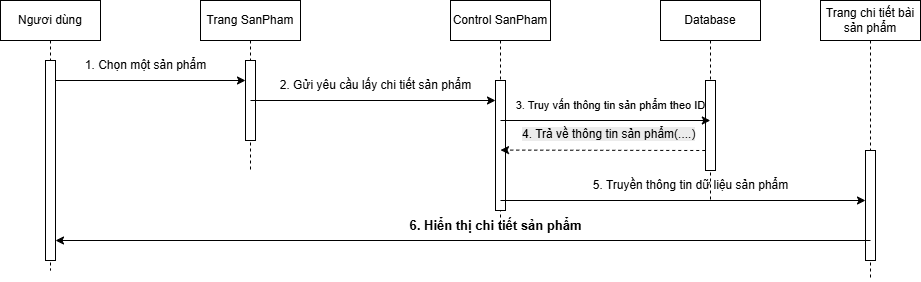 Ngươi dùng
Trang SanPham
Control SanPham
Database
Trang chi tiết bài
sản phẩm
1. Chọn một sản phẩm
2. Gửi yêu cầu lấy chi tiết sản phẩm
3. Truy vấn thông tin sản phẩm theo ID
4. Trả về thông tin sản phẩm(....)
5. Truyền thông tin dữ liệu sản phẩm
6. Hiển thị chi tiết sản phẩm